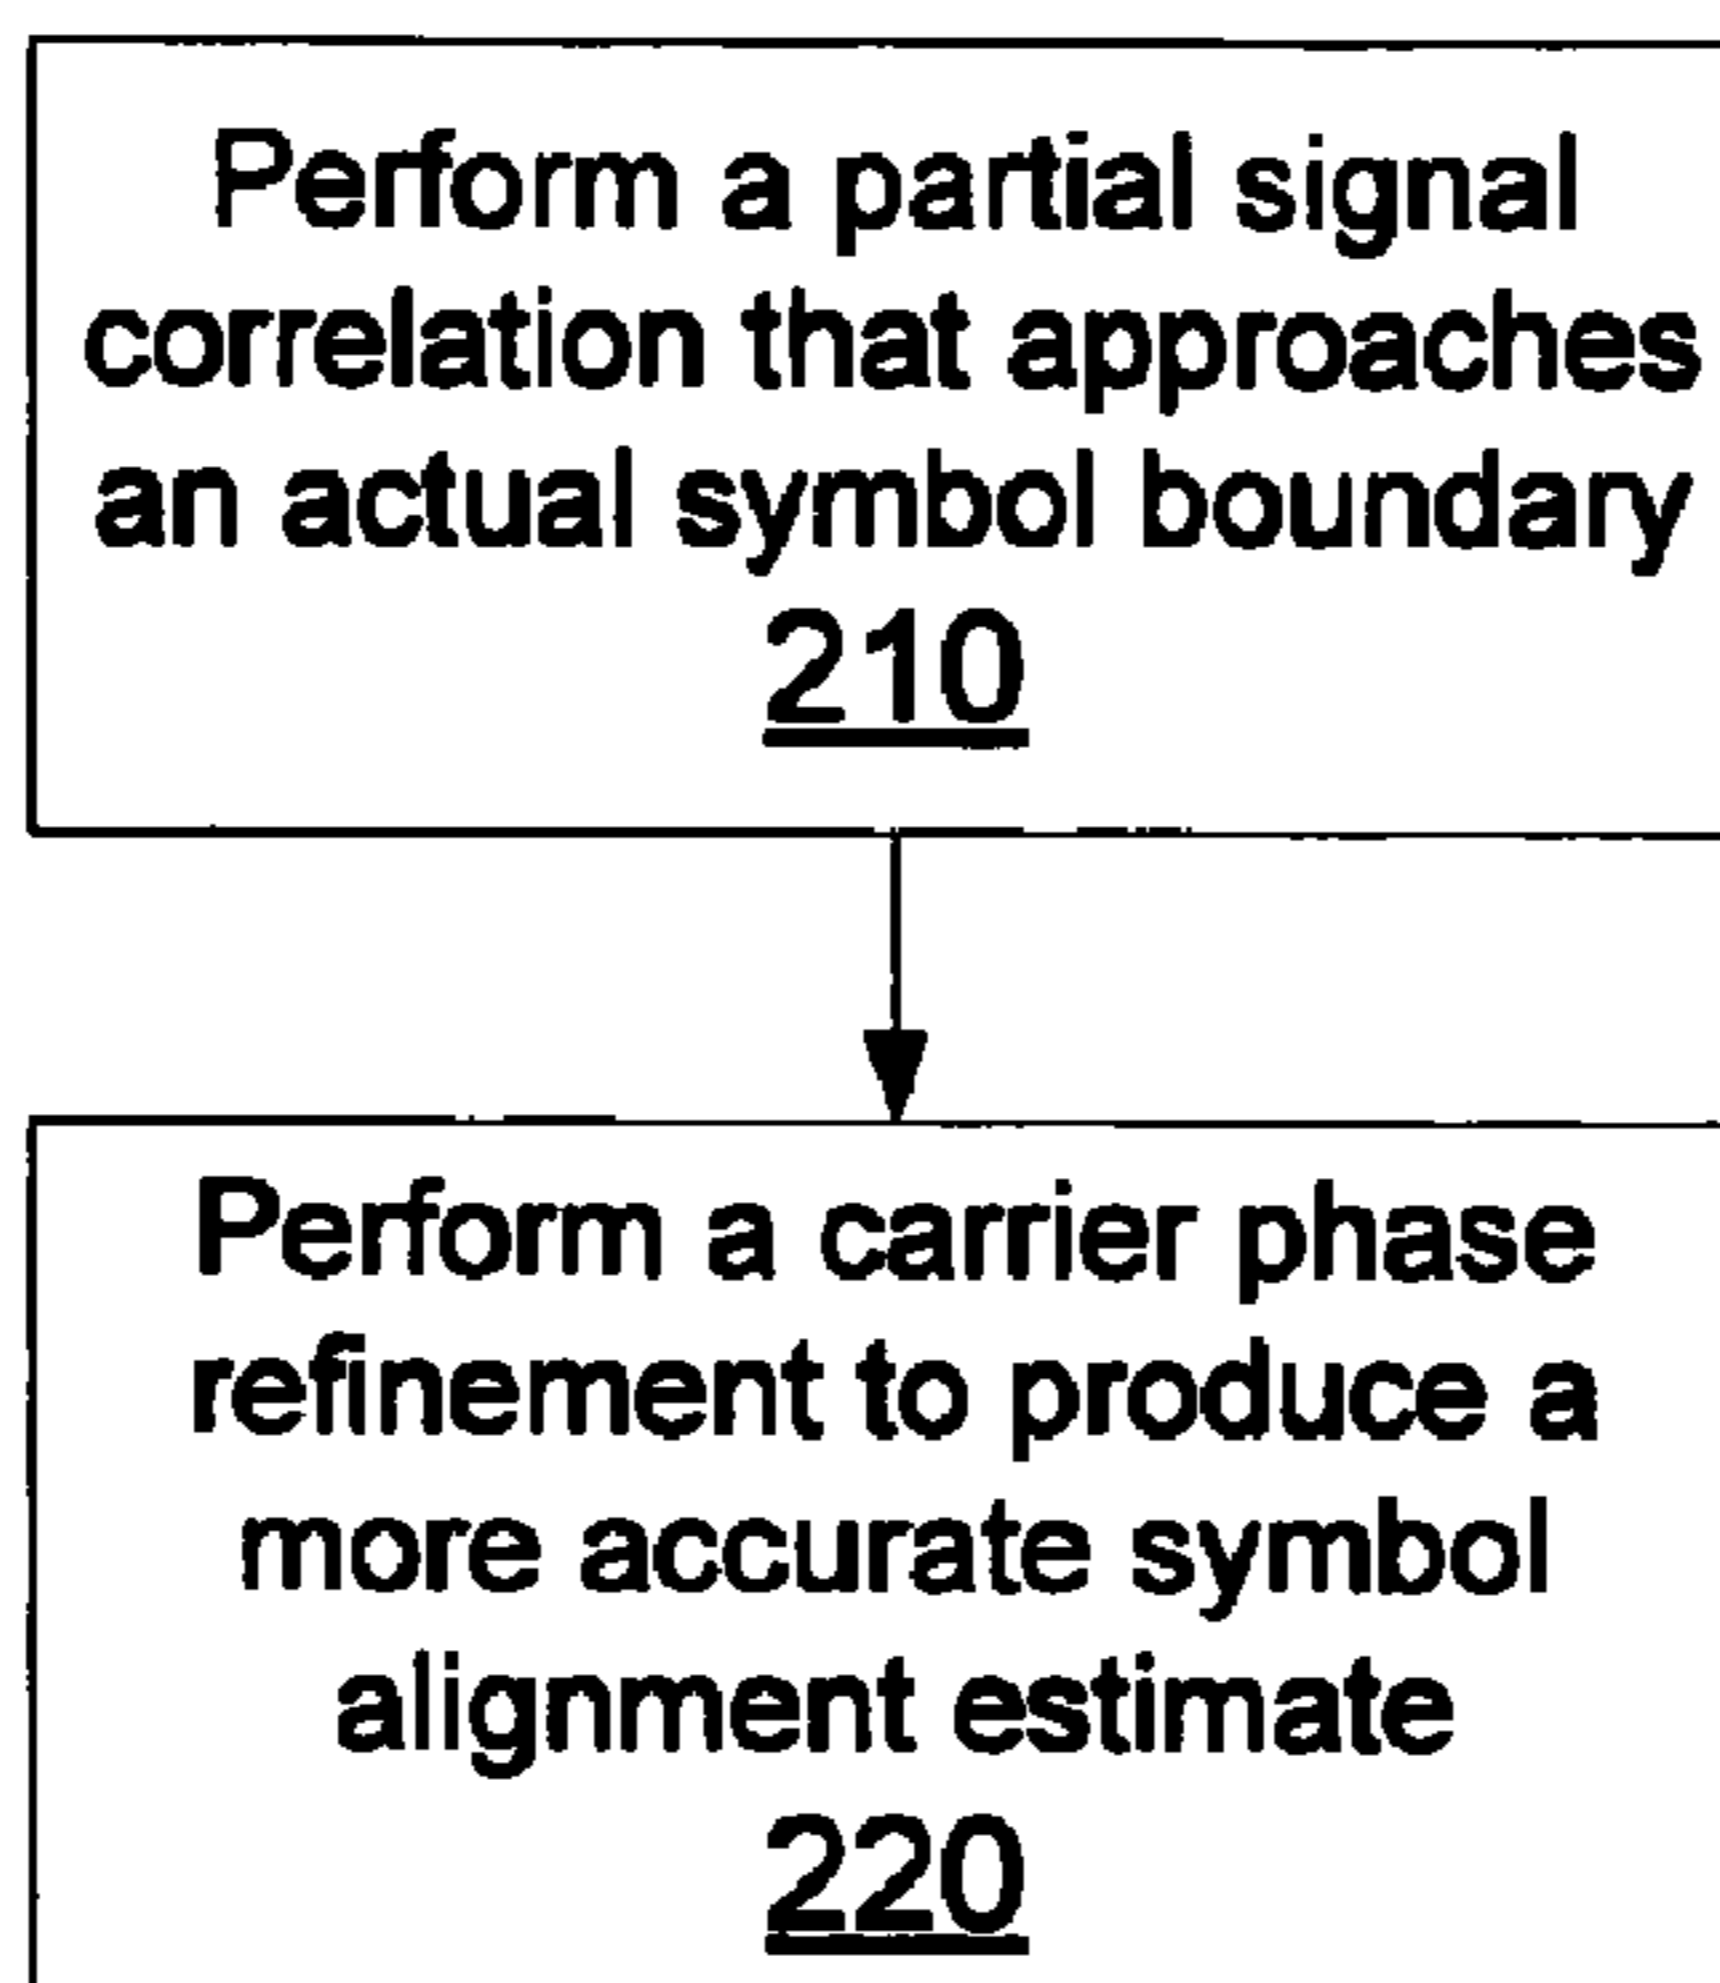 Perform a partial signal
correlation that approaches
an actual symbol boundary
210
Perform a carrier phase
refinement to produce a
more accurate symbol
alignment estimate
220